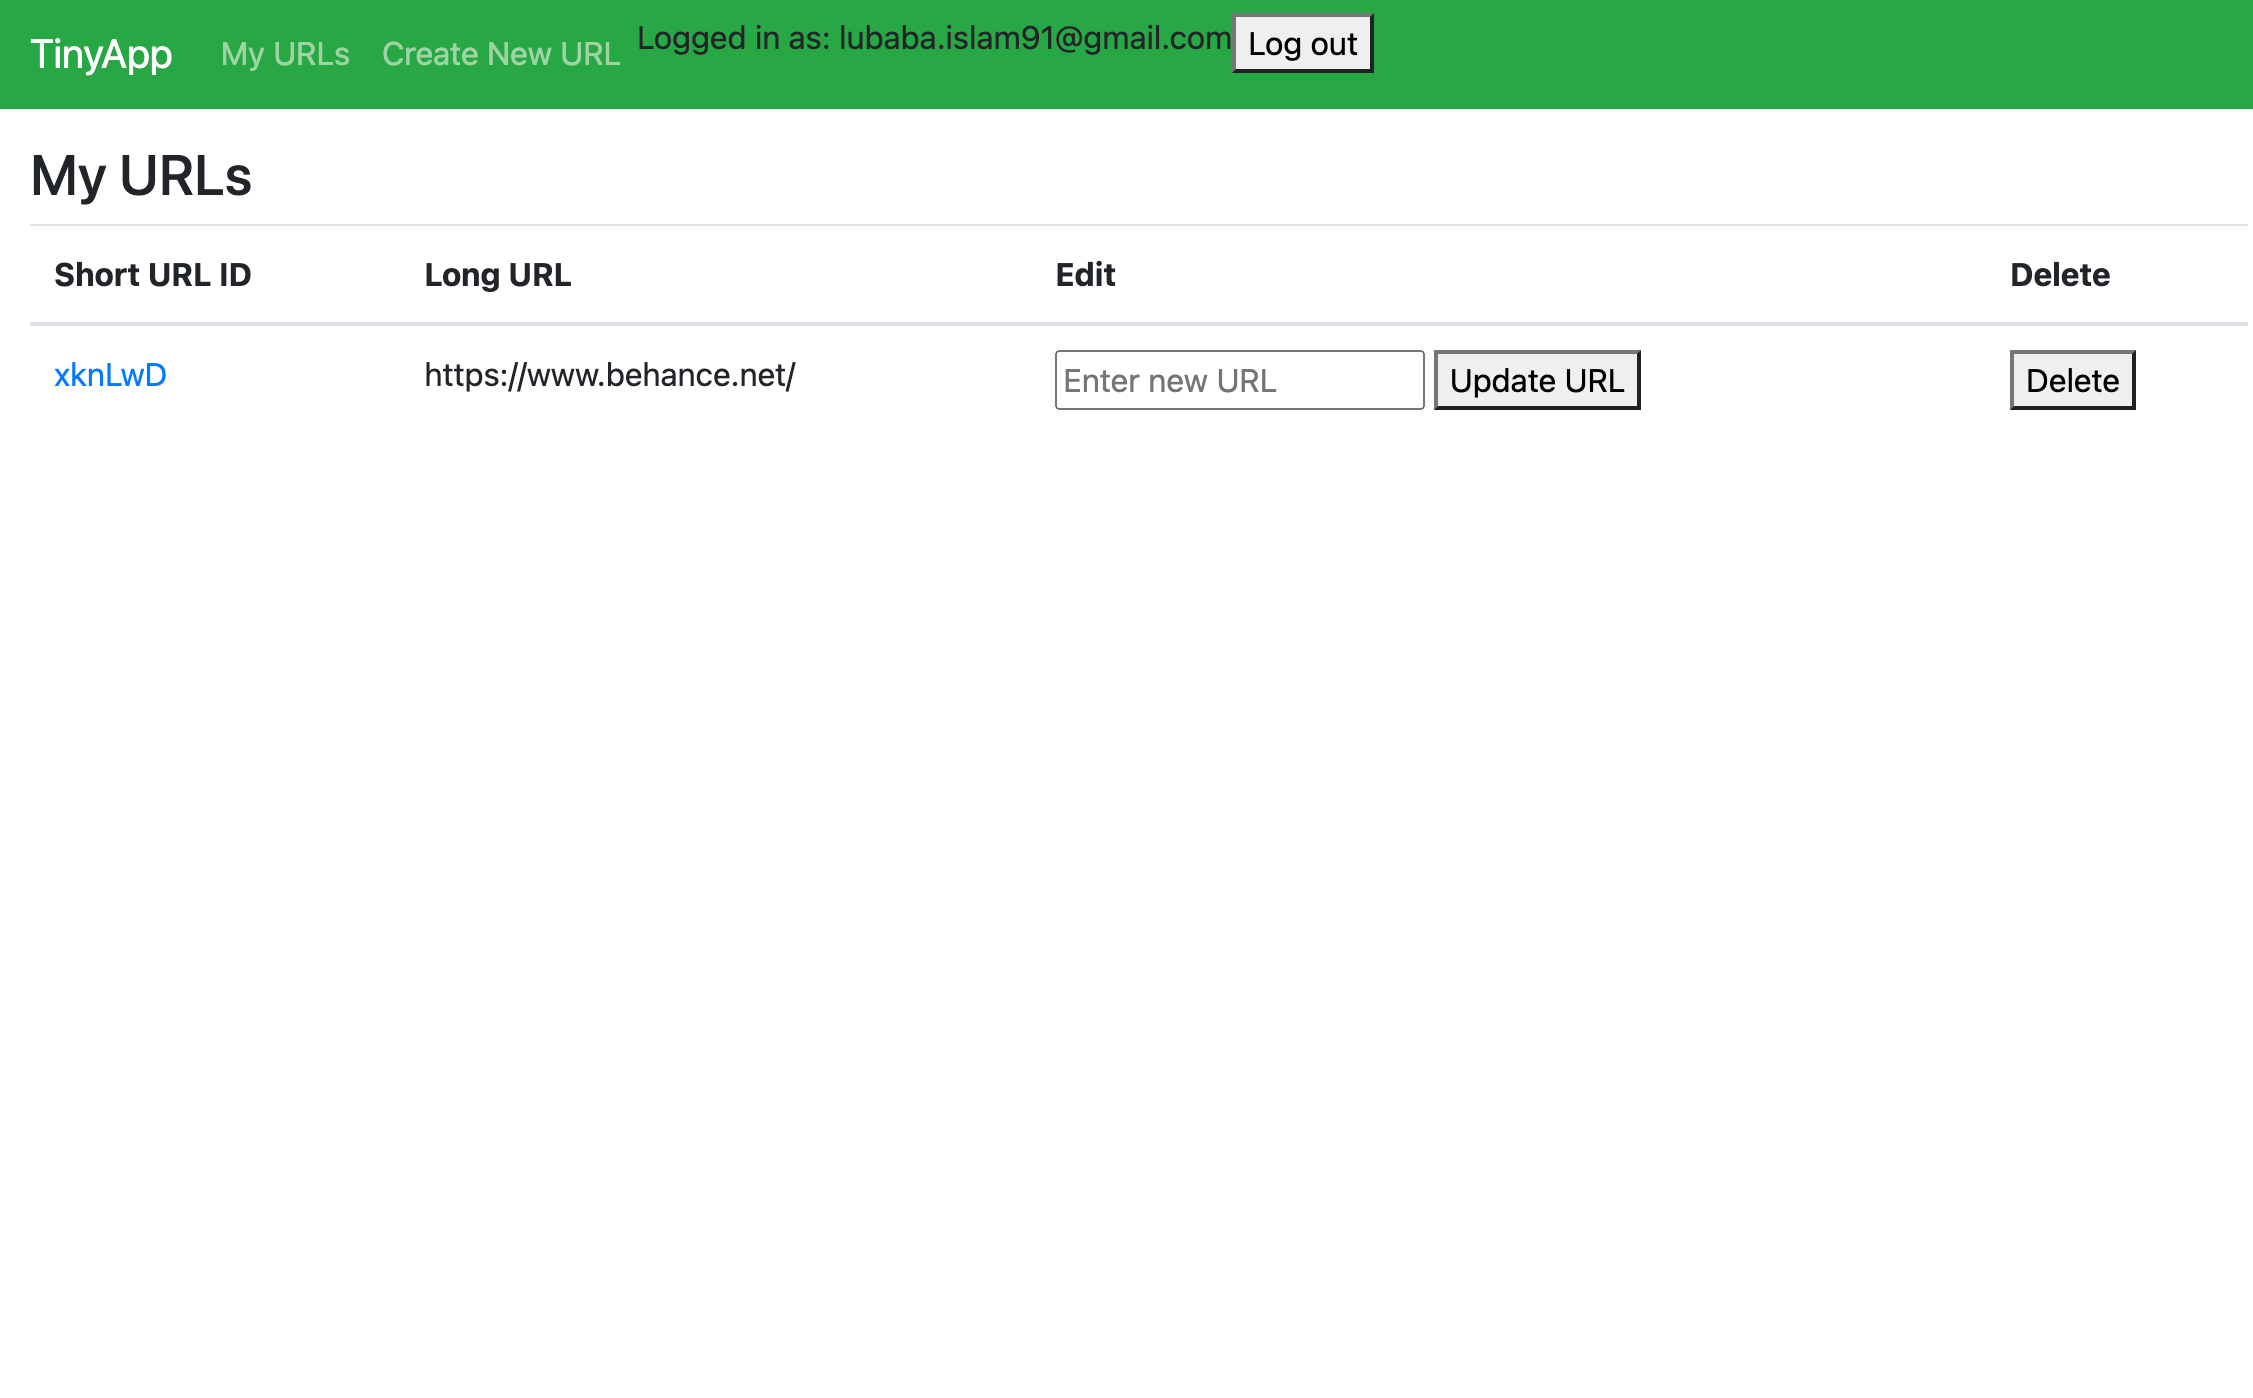 TinyApp My URLs Create New URL Logged in as: lubaba.islam91@gmail.com Log out
My URLs
Short URL ID Long URL Edit Delete
xknLwD https://www.behance.net/ Enter new URL Update URL Delete